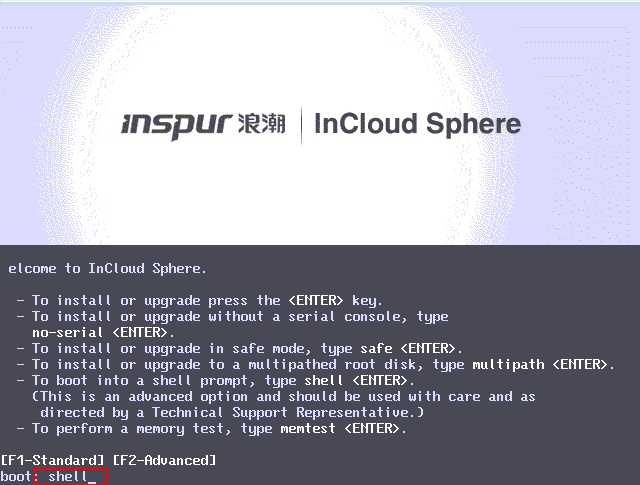 inspur 浪潮 | InCloud Sphere
elcome to InCloud Sphere.
- To install or upgrade press the <ENTER> key.
- To install or upgrade without a serial console, type
no-serial <ENTER>.
- To install or upgrade in safe mode, type safe <ENTER>.
- To install or upgrade to a multipathed root disk, type multipath <ENTER>.
- To boot into a shell prompt, type shell <ENTER>.
(This is an advanced option and should be used with care and as
directed by a Technical Support Representative.)
- To perform a memory test, type memtest <ENTER>.
[F1-Standard] [F2-Advanced]
boot: shell_